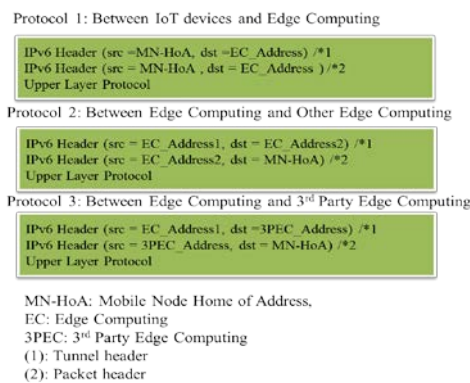 Protocol 1: Between IoT devices and Edge Computing
IPv6 Header (src =MN-HoA, dst =EC_Address) /*1
IPv6 Header (src = MN-HoA , dst = EC_Address ) /*2
Upper Layer Protocol
Protocol 2: Between Edge Computing and Other Edge Computing
IPv6 Header (src = EC_Address1, dst = EC_Address2) /*1
IPv6 Header (src = EC_Address2, dst = MN-HoA) /*2
Upper Layer Protocol
Protocol 3: Between Edge Computing and 3rd Party Edge Computing
IPv6 Header (src = EC_Address1, dst =3PEC_Address) /*1
IPv6 Header (src = 3PEC_Address, dst = MN-HoA) /*2
Upper Layer Protocol
MN-HoA: Mobile Node Home of Address,
EC: Edge Computing
3PEC: 3rd Party Edge Computing
(1): Tunnel header
(2): Packet header